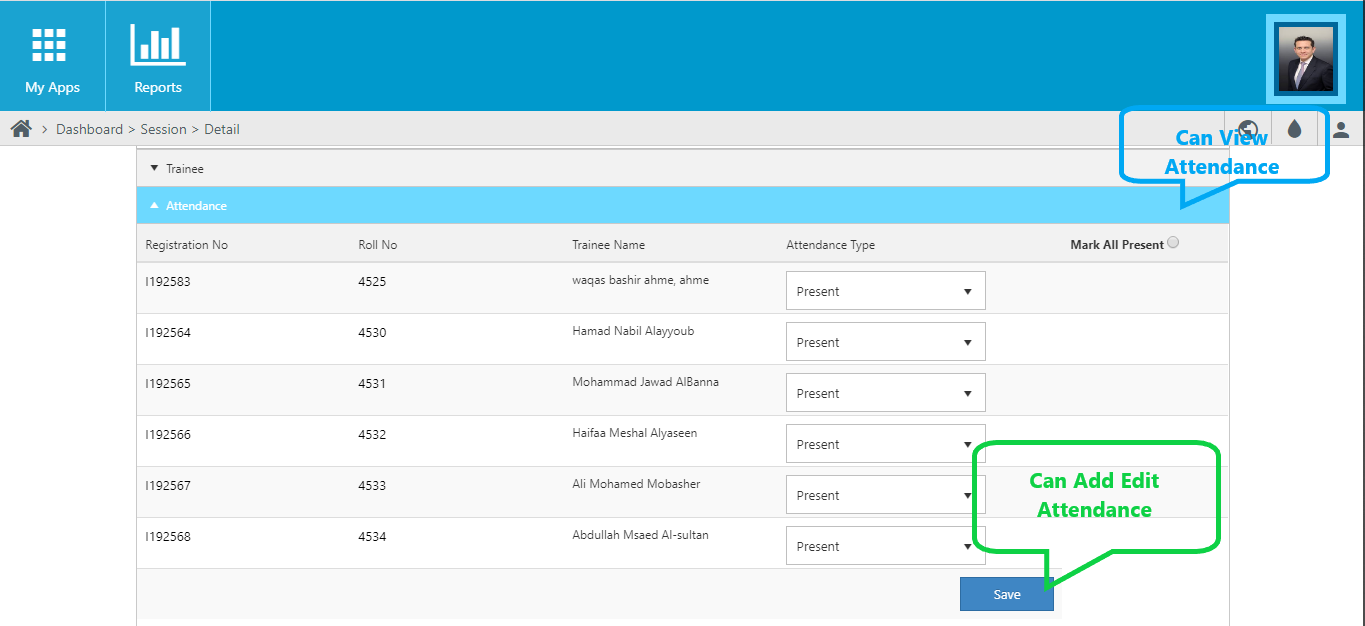 My Apps
Reports
Dashboard > Session > Detail
Can View
Attendance
Trainee
Attendance
Registration No Roll No Trainee Name Attendance Type Mark All Present
I192583 4525 waqas bashir ahme, ahme Present
I192564 4530 Hamad Nabil Alayyoub Present
I192565 4531 Mohammad Jawad AlBanna Present
I192566 4532 Haifaa Meshal Alyaseen Present
I192567 4533 Ali Mohamed Mobasher Present
I192568 4534 Abdullah Msaed Al-sultan Present
Can Add Edit
Attendance
Save